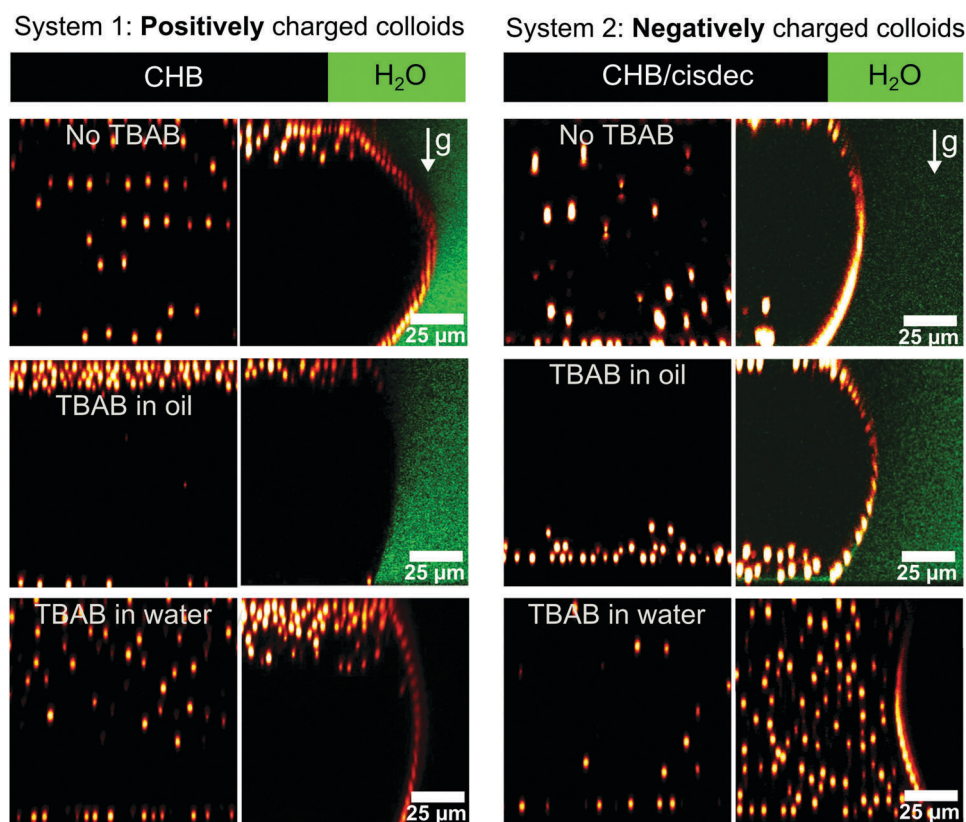 System 1: Positively charged colloids
CHB
H₂O
No TBAB
g
25 µm
TBAB in oil
25 µm
TBAB in water
25 µm
System 2: Negatively charged colloids
CHB/cisdec
H₂O
No TBAB
g
25 µm
TBAB in oil
25 µm
TBAB in water
25 µm